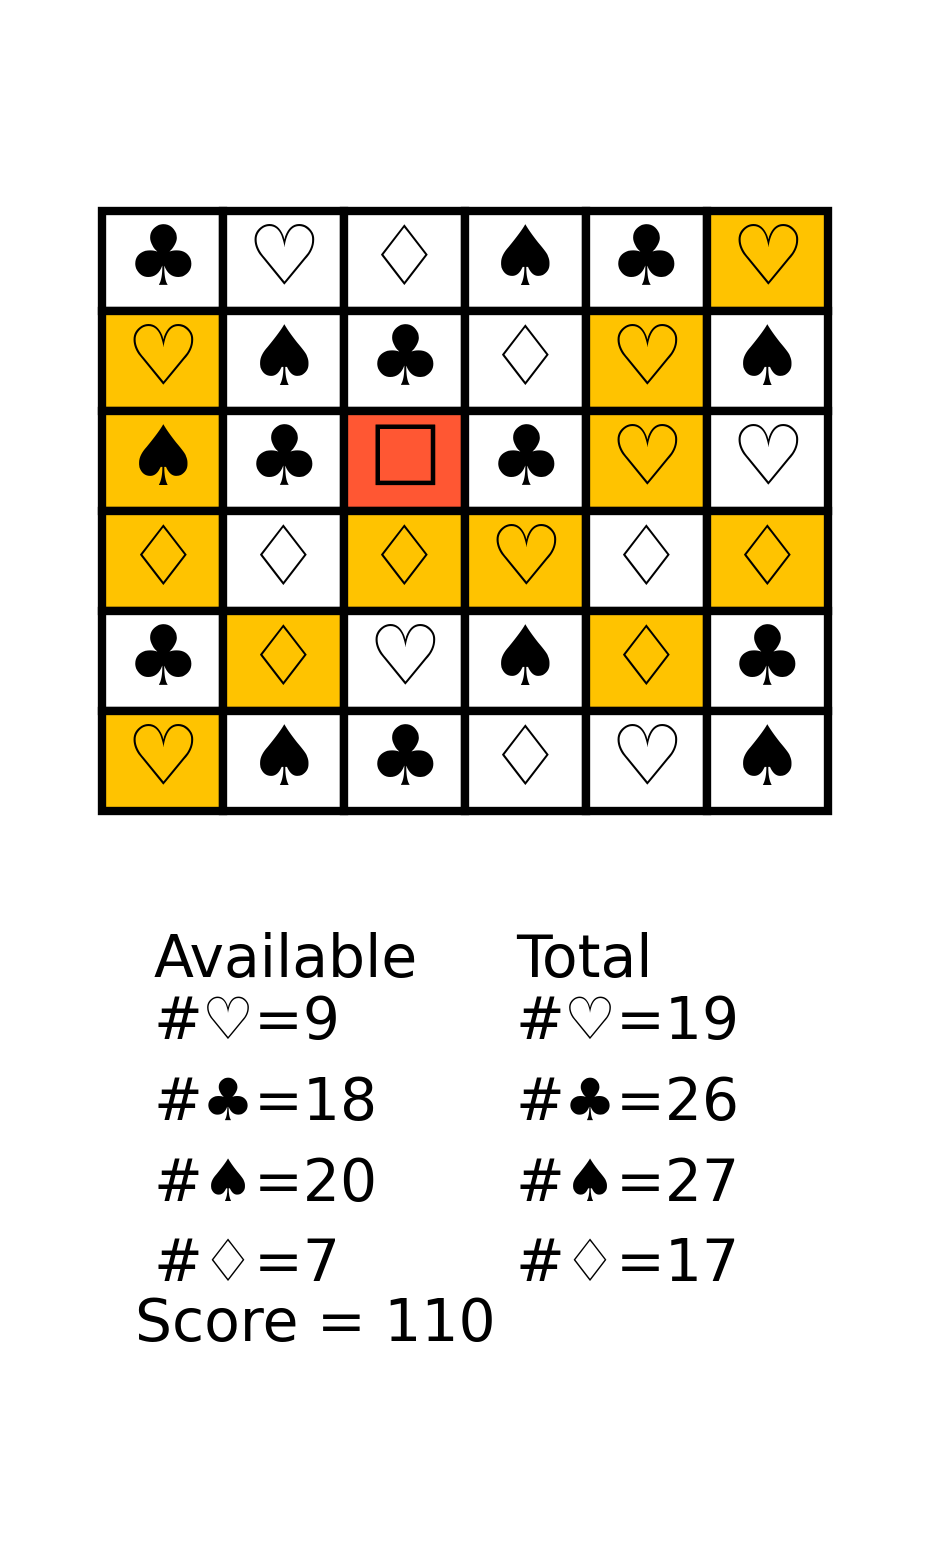 ♣ ♡ ♢ ♠ ♣ ♡
♡ ♠ ♣ ♢ ♡ ♠
♠ ♣ □ ♣ ♡ ♡
♢ ♢ ♢ ♡ ♢ ♢
♣ ♢ ♡ ♠ ♢ ♣
♡ ♠ ♣ ♢ ♡ ♠
Available Total
#♡=9 #♡=19
#♣=18 #♣=26
#♠=20 #♠=27
#♢=7 #♢=17
Score = 110